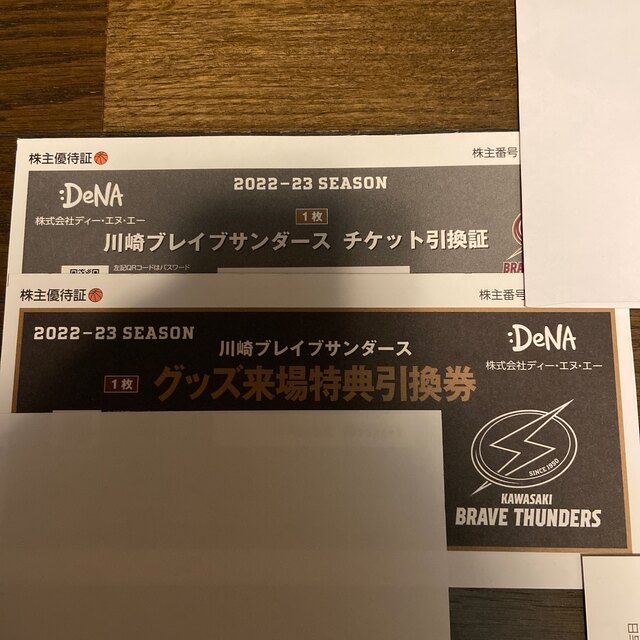 株主優待証
株主番号
:DeNA
株式会社ディー・エヌ・エー
2022-23 SEASON
1枚
川崎ブレイブサンダース チケット引換証
左記QRコードはパスワード
BRA
株主優待証
株主番号
2022-23 SEASON
川崎ブレイブサンダース
1枚
グッズ来場特典引換券
:DeNA
株式会社ディー・エヌ・エー
SINCE 1950
KAWASAKI
BRAVE THUNDERS